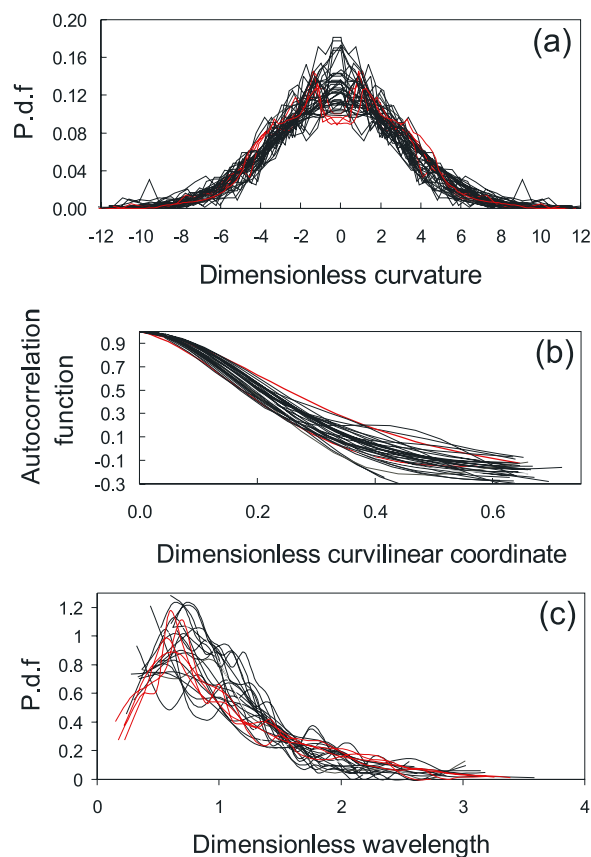 0.20
(a)
0.16
0.12
P.d.f
0.08
0.04
0.00
-12 -10 -8 -6 -4 -2 0 2 4 6 8 10 12
Dimensionless curvature
Autocorrelation
function
(b)
0.9
0.7
0.5
0.3
0.1
-0.1
-0.3
0.0 0.2 0.4 0.6
Dimensionless curvilinear coordinate
(c)
1.2
1
0.8
P.d.f
0.6
0.4
0.2
0
0 1 2 3 4
Dimensionless wavelength